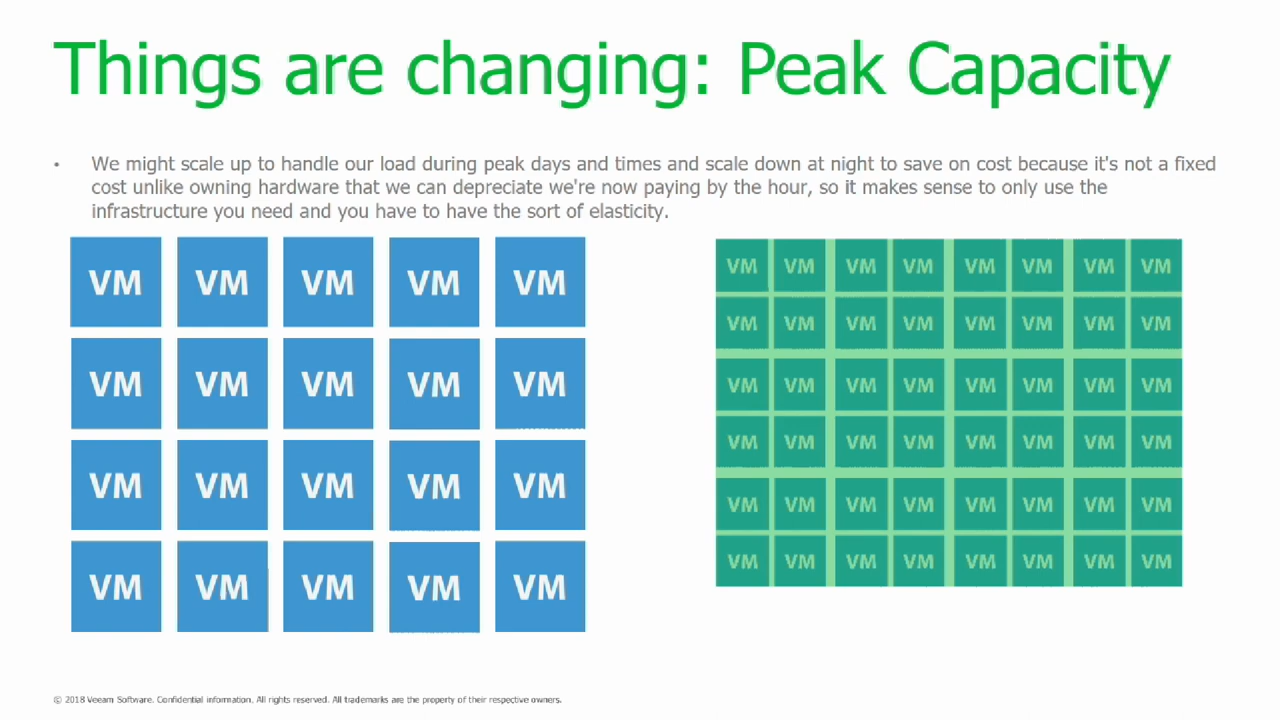 Things are changing: Peak Capacity
• We might scale up to handle our load during peak days and times and scale down at night to save on cost because it's not a fixed
cost unlike owning hardware that we can depreciate we're now paying by the hour, so it makes sense to only use the
infrastructure you need and you have to have the sort of elasticity.
VM VM VM VM VM
VM VM VM VM VM
VM VM VM VM VM
VM VM VM VM VM
VM VM VM VM VM VM VM VM
VM VM VM VM VM VM VM VM
VM VM VM VM VM VM VM VM
VM VM VM VM VM VM VM VM
VM VM VM VM VM VM VM VM
VM VM VM VM VM VM VM VM
© 2018 Veeam Software. Confidential information. All rights reserved. All trademarks are the property of their respective owners.